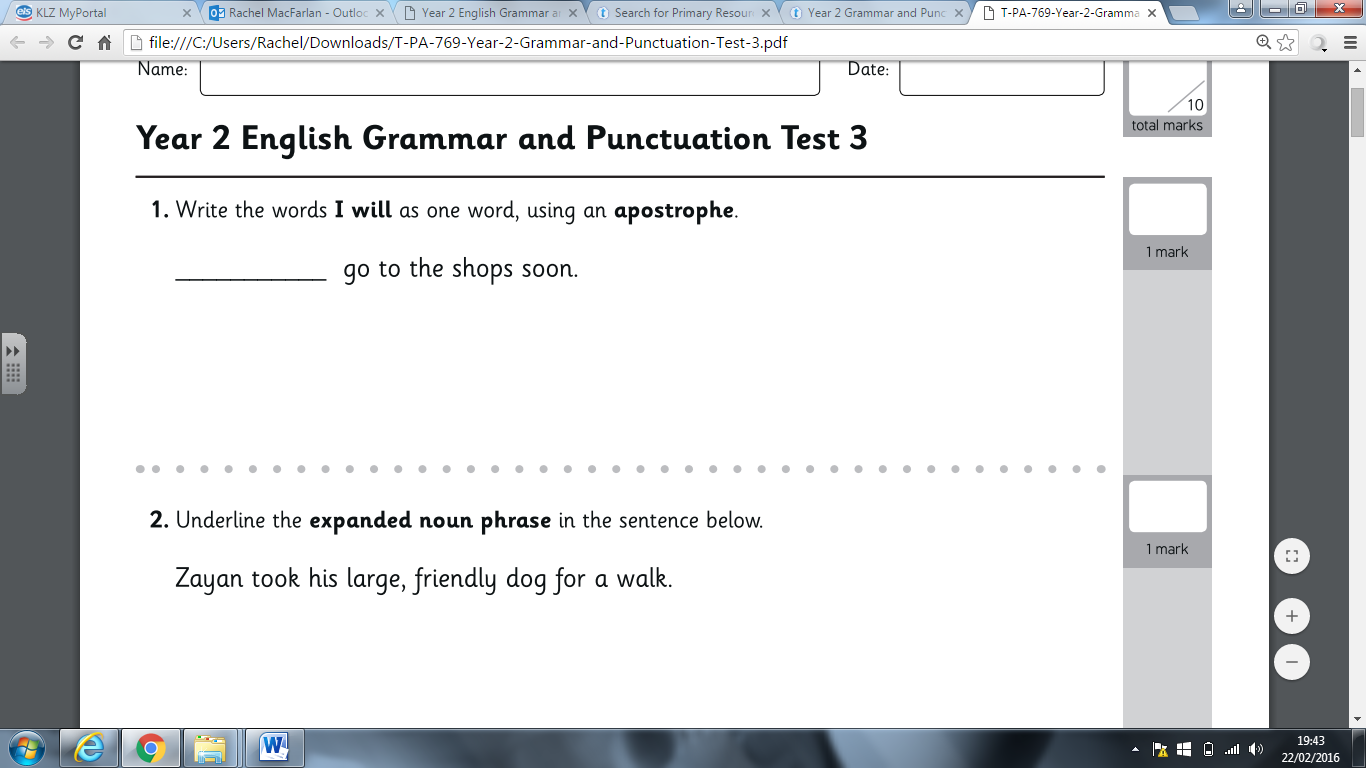 KLZ MyPortal
Rachel MacFarlan - Outloo
Year 2 English Grammar a
Search for Primary Resour
Year 2 Grammar and Punc
T-PA-769-Year-2-Gramma
file:///C:/Users/Rachel/Downloads/T-PA-769-Year-2-Grammar-and-Punctuation-Test-3.pdf
Name:
Date:
10
total marks
Year 2 English Grammar and Punctuation Test 3
1. Write the words I will as one word, using an apostrophe.
1 mark
___________ go to the shops soon.
2. Underline the expanded noun phrase in the sentence below.
1 mark
Zayan took his large, friendly dog for a walk.
19:43
22/02/2016